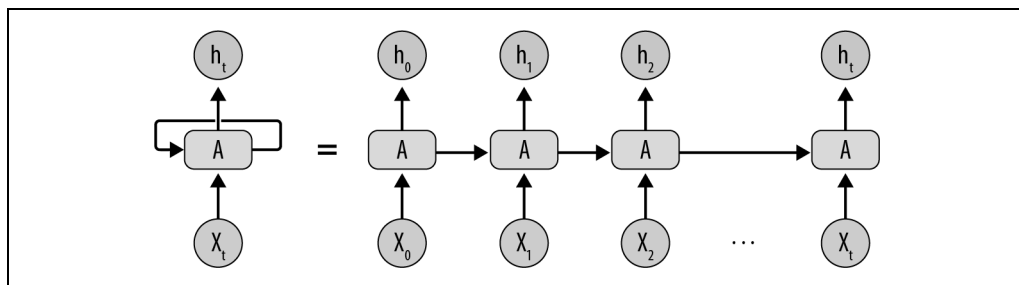 hₜ h₀ h₁ h₂ hₜ
A = A A A A
Xₜ X₀ X₁ X₂ ... Xₜ